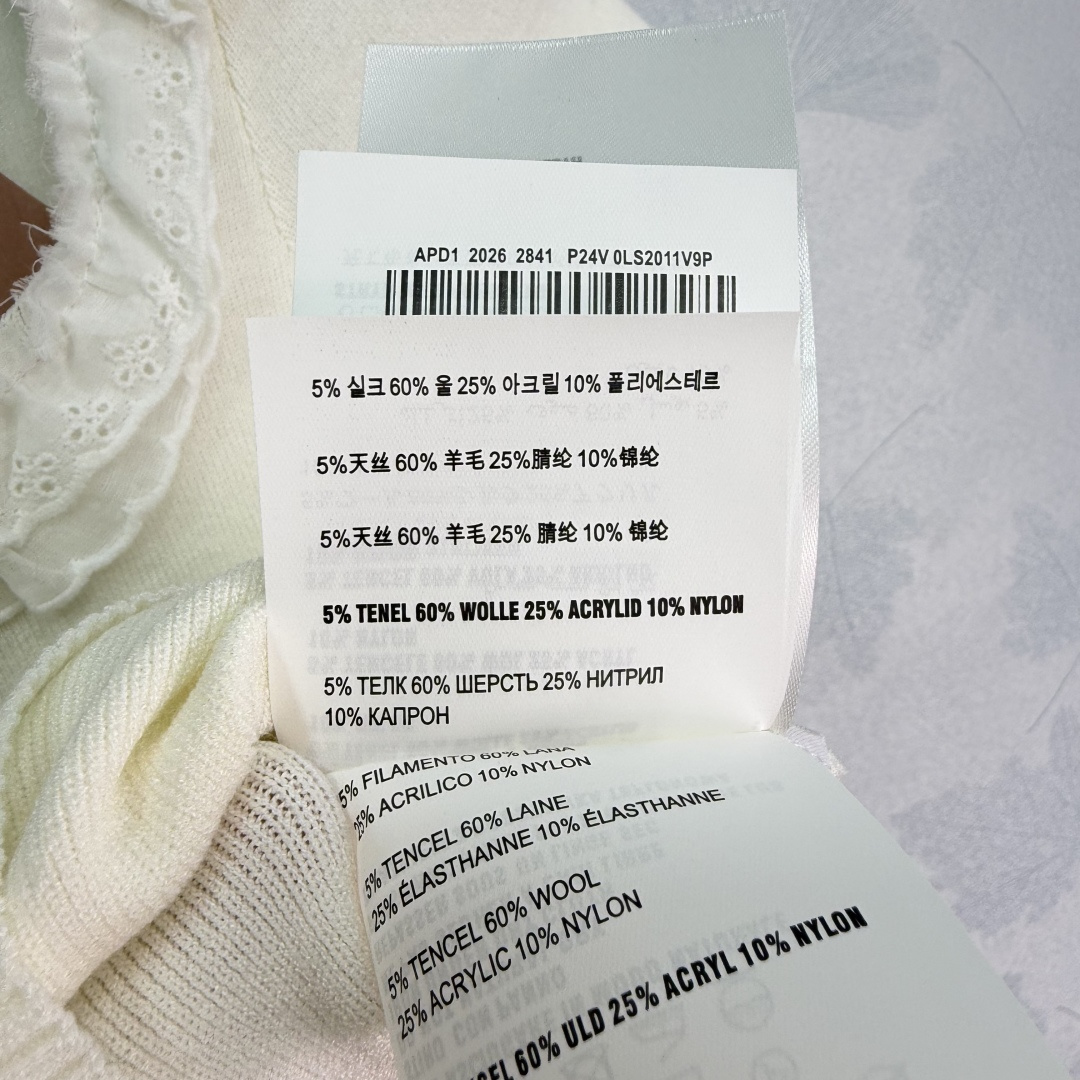 APD1 2026 2841 P24V 0LS2011V9P
5% 실크 60% 울 25% 아크릴 10% 폴리에스테르
5%天丝 60% 羊毛 25%腈纶 10%锦纶
5%天丝 60% 羊毛 25% 腈纶 10% 锦纶
5% TENEL 60% WOLLE 25% ACRYLID 10% NYLON
5% ТЕЛК 60% ШЕРСТЬ 25% НИТРИЛ
10% КАПРОН
5% FILAMENTO 60% LANA
25% ACRILICO 10% NYLON
5% TENCEL 60% LAINE
25% ÉLASTHANNE 10% ÉLASTHANNE
5% TENCEL 60% WOOL
25% ACRYLIC 10% NYLON
60% ULD 25% ACRYL 10% NYLON